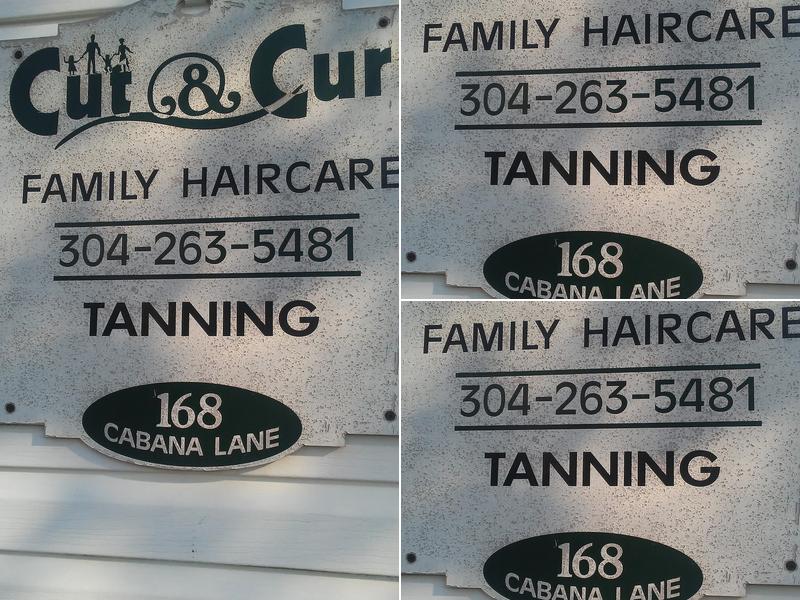 Cut & Cur
FAMILY HAIRCARE
304-263-5481
TANNING
168
CABANA LANE
FAMILY HAIRCARE
304-263-5481
TANNING
168
CABANA LANE
FAMILY HAIRCARE
304-263-5481
TANNING
168
CABANA LANE